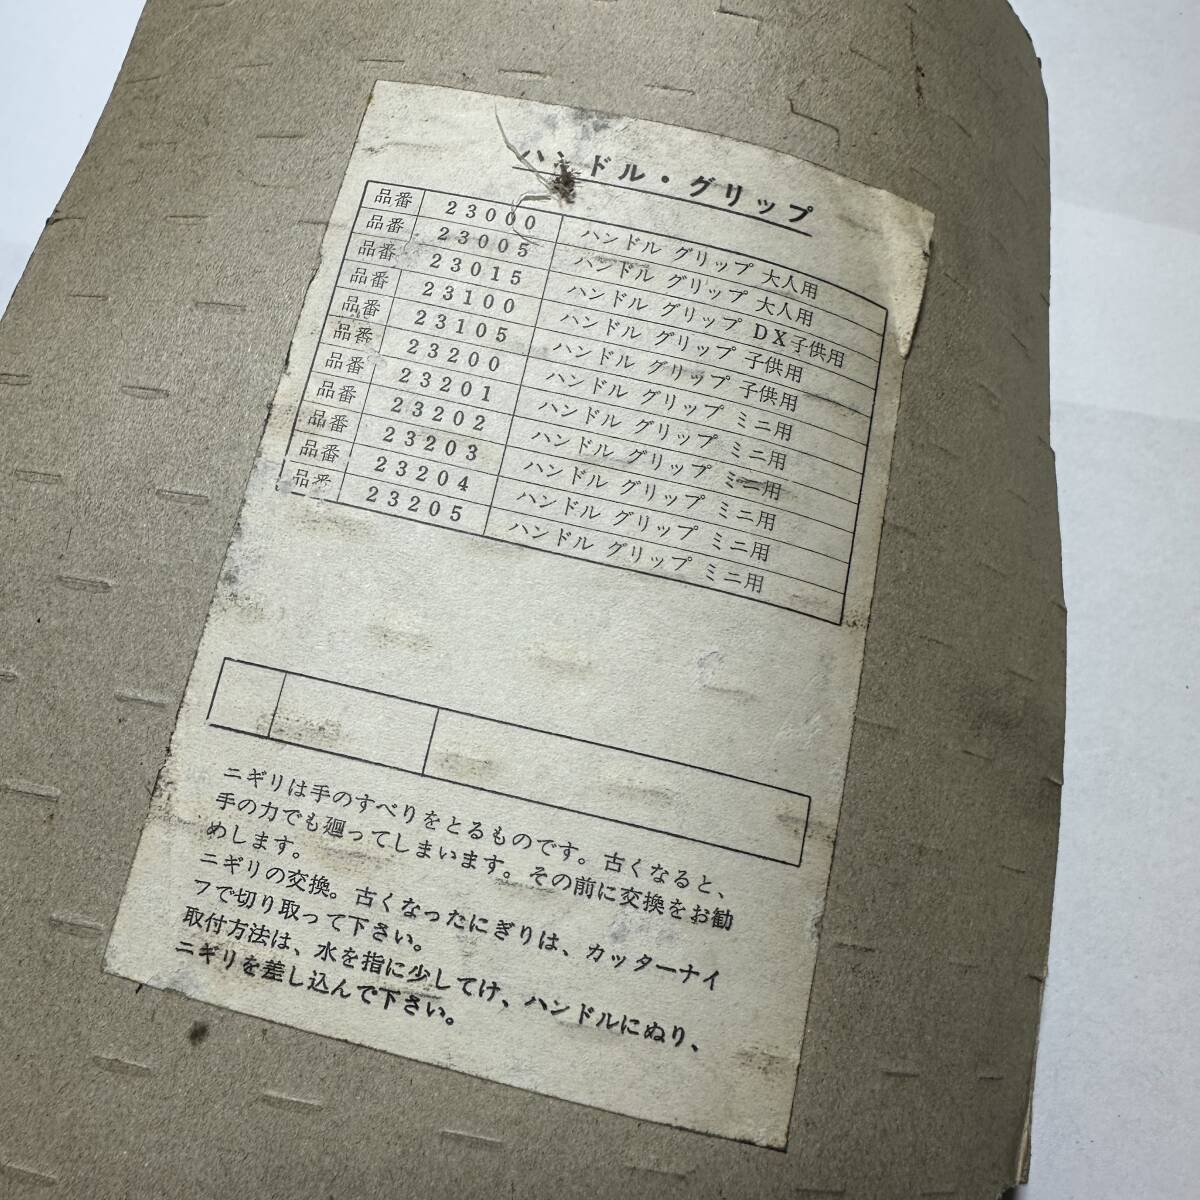 ハンドル・グリップ
品番 23000 ハンドル グリップ 大人用
品番 23005 ハンドル グリップ 大人用
品番 23015 ハンドル グリップ DX子供用
品番 23100 ハンドル グリップ 子供用
品番 23105 ハンドル グリップ 子供用
品番 23200 ハンドル グリップ ミニ用
品番 23201 ハンドル グリップ ミニ用
品番 23202 ハンドル グリップ ミニ用
品番 23203 ハンドル グリップ ミニ用
品番 23204 ハンドル グリップ ミニ用
品番 23205 ハンドル グリップ ミニ用
ニギリは手のすべりをとるものです。古くなると、
手の力でも廻ってしまいます。その前に交換をお勧
めします。
ニギリの交換。古くなったにぎりは、カッターナイ
フで切り取って下さい。
取付方法は、水を指に少してけ、ハンドルにぬり、
ニギリを差し込んで下さい。